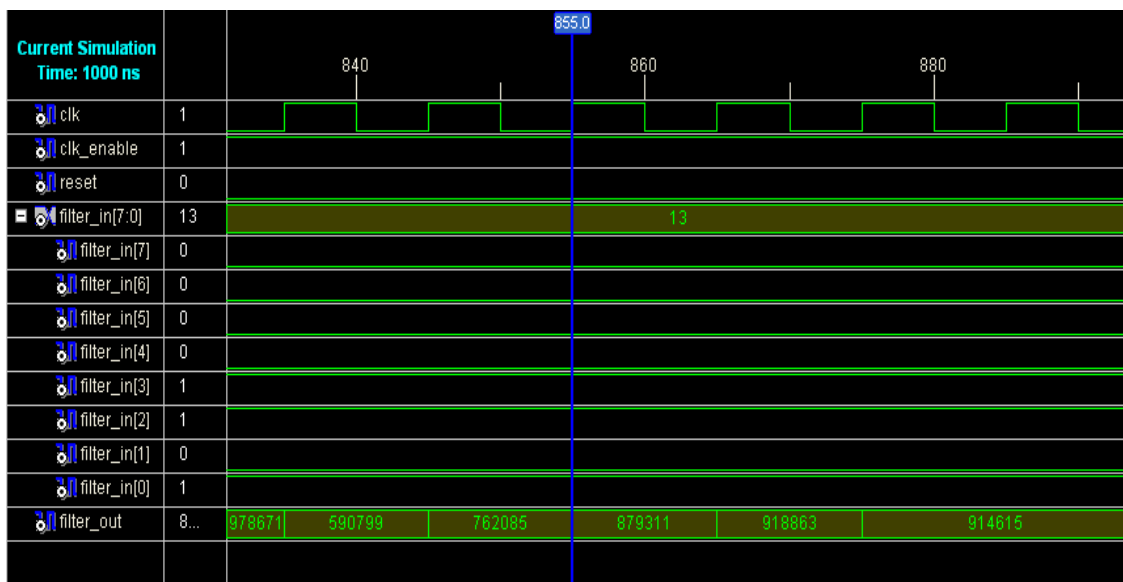 855.0
Current Simulation
Time: 1000 ns
840 860 880
clk 1
clk_enable 1
reset 0
filter_in[7:0] 13 13
filter_in[7] 0
filter_in[6] 0
filter_in[5] 0
filter_in[4] 0
filter_in[3] 1
filter_in[2] 1
filter_in[1] 0
filter_in[0] 1
filter_out 8... 978671 590799 762085 879311 918863 914615